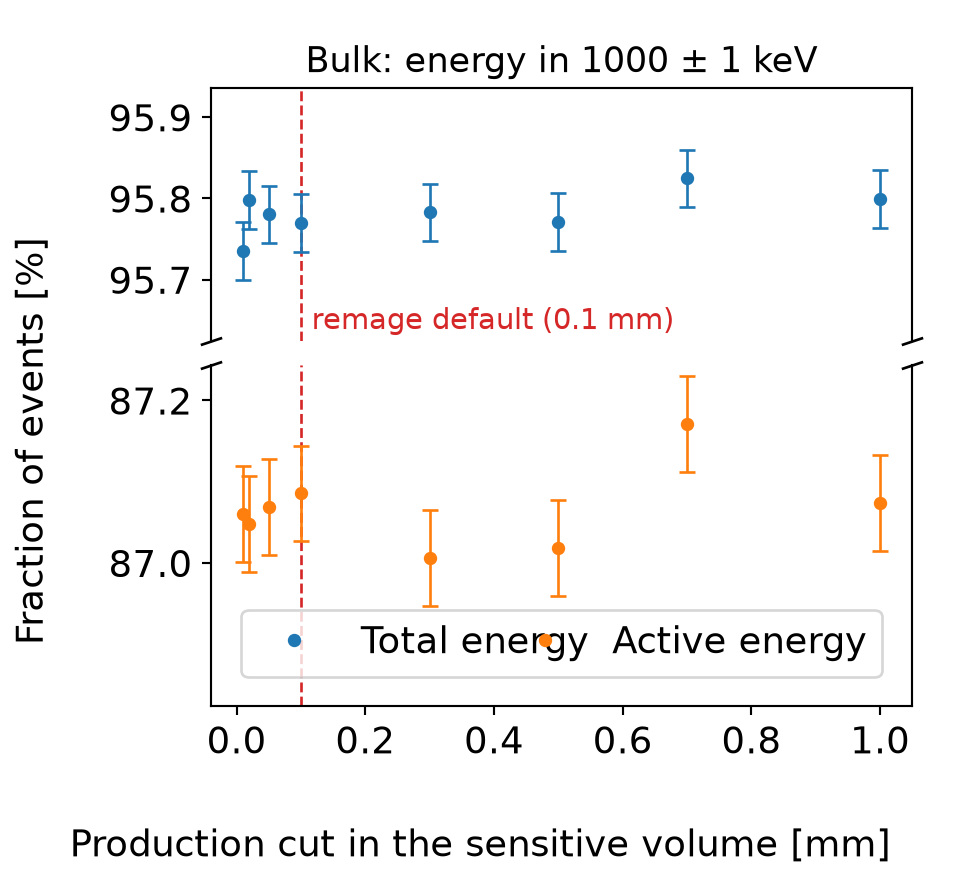 Bulk: energy in 1000 ± 1 keV
95.9
95.8
95.7
remage default (0.1 mm)
87.2
87.0
Fraction of events [%]
Total energy
Active energy
0.0 0.2 0.4 0.6 0.8 1.0
Production cut in the sensitive volume [mm]